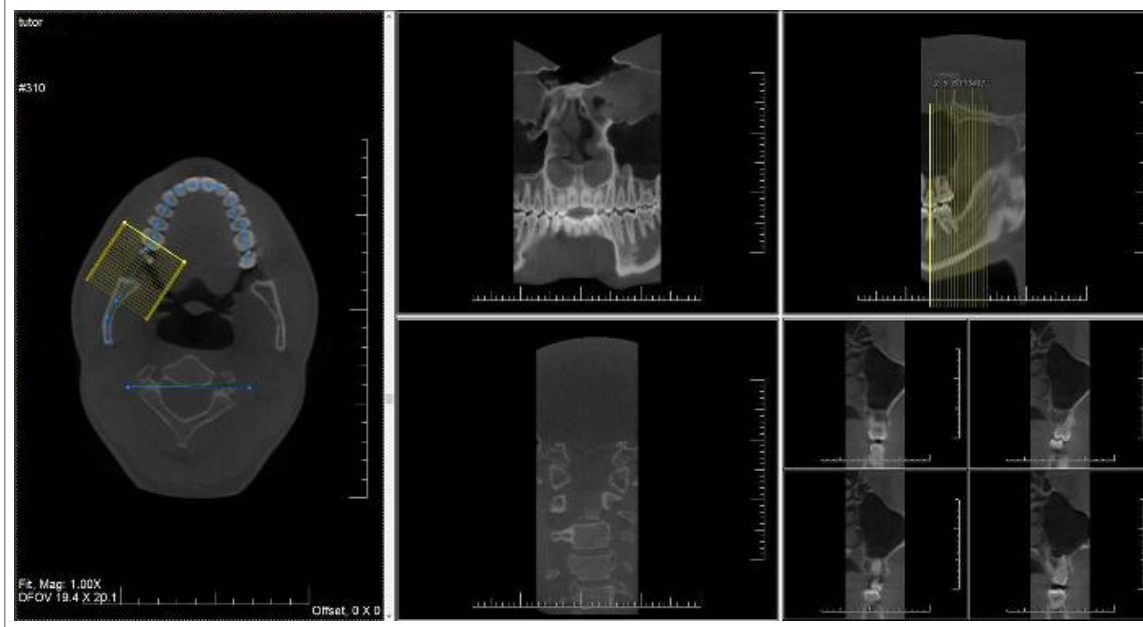 tutor
#310
Fit, Mag: 1.00X
DFOV 19.4 X 20.1
Offset, 0 X 0